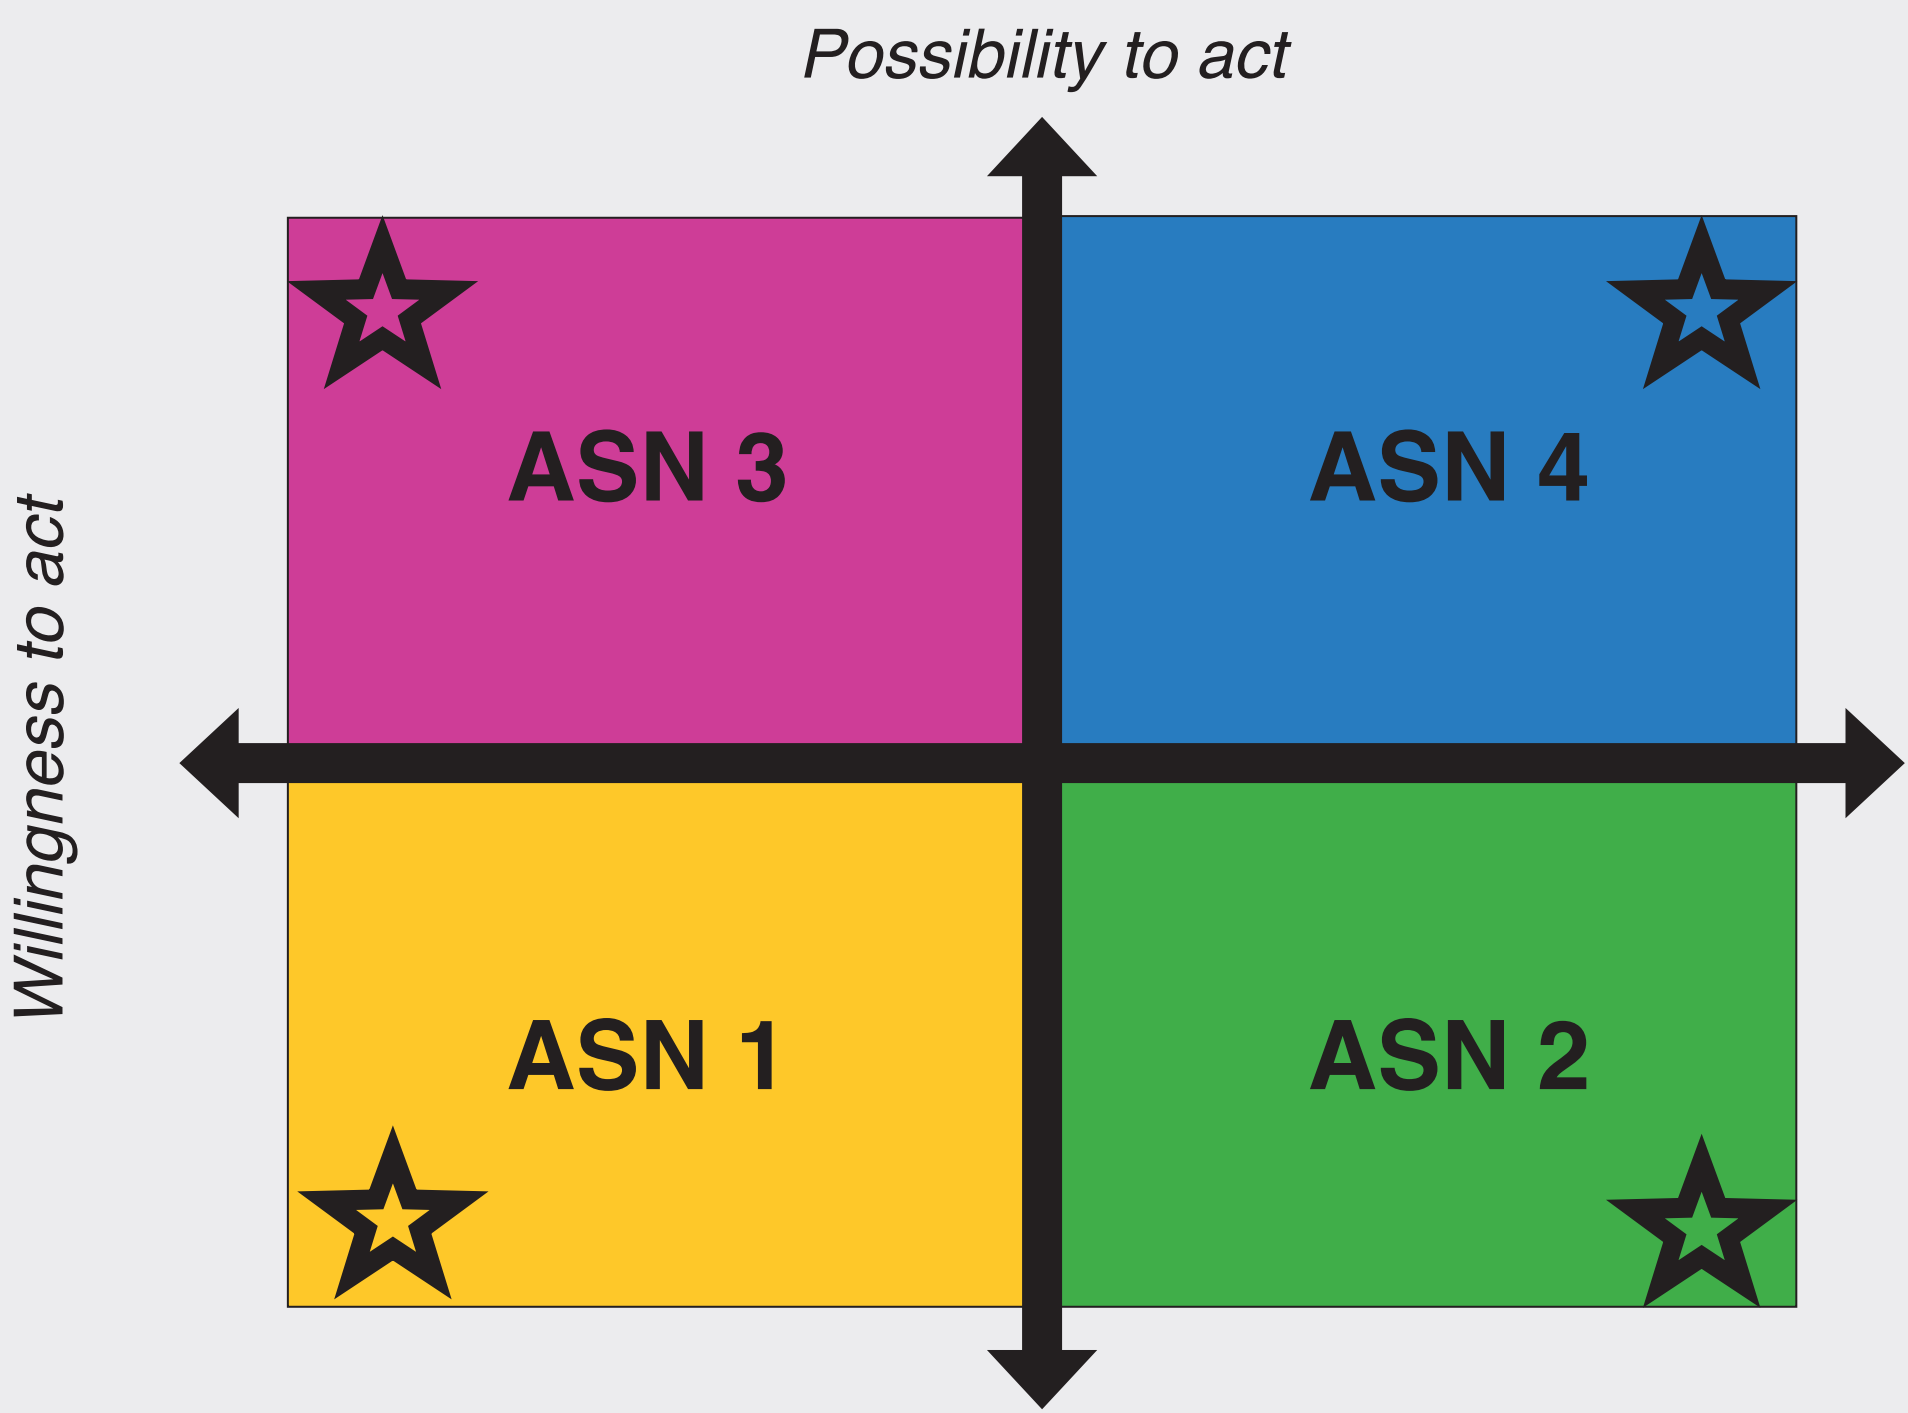 Possibility to act
Willingness to act
ASN 3
ASN 4
ASN 1
ASN 2